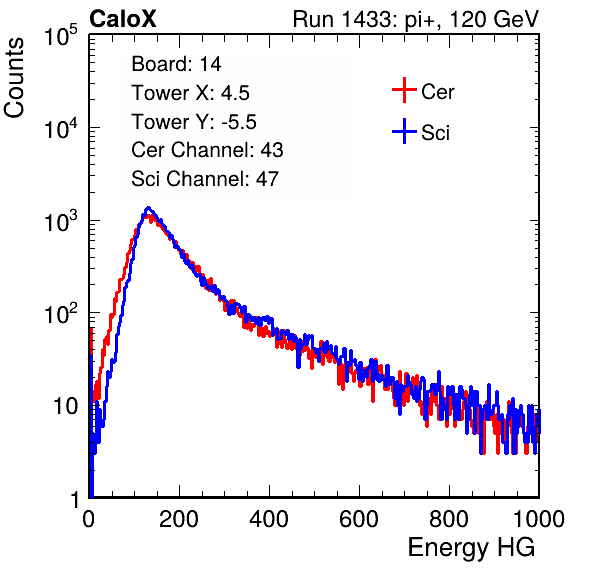 CaloX Run 1433: pi+, 120 GeV
Counts
10^5
10^4
10^3
10^2
10
1
Board: 14
Tower X: 4.5
Tower Y: -5.5
Cer Channel: 43
Sci Channel: 47
Cer
Sci
0 200 400 600 800 1000
Energy HG